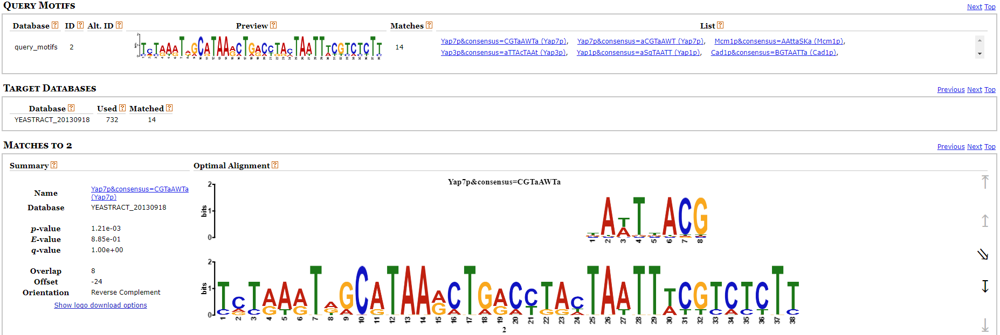 QUERY MOTIFS
Next Top
Database ? ID ? Alt. ID ? Preview ? Matches ? List ?
query_motifs 2 14 Yap7p&consensus=CGTaAWTa (Yap7p), Yap7p&consensus=aCGTaAWT (Yap7p), Mcm1p&consensus=AAttaSKa (Mcm1p),
Yap3p&consensus=aTTAcTAAt (Yap3p), Yap1p&consensus=aSgTAATT (Yap1p), Cad1p&consensus=BGTAATTa (Cad1p),
TARGET DATABASES
Previous Next Top
Database ? Used ? Matched ?
YEASTRACT_20130918 732 14
MATCHES TO 2
Previous Next Top
Summary ? Optimal Alignment ?
Name Yap7p&consensus=CGTaAWTa
(Yap7p)
Database YEASTRACT_20130918
p-value 1.21e-03
E-value 8.85e-01
q-value 1.00e+00
Overlap 8
Offset -24
Orientation Reverse Complement
Show logo download options
Yap7p&consensus=CGTaAWTa
2
1
0
bits
1 2 3 4 5 6 7 8
2
1
0
bits
1 2 3 4 5 6 7 8 9 10 11 12 13 14 15 16 17 18 19 20 21 22 23 24 25 26 27 28 29 30 31 32 33 34 35 36 37 38
2